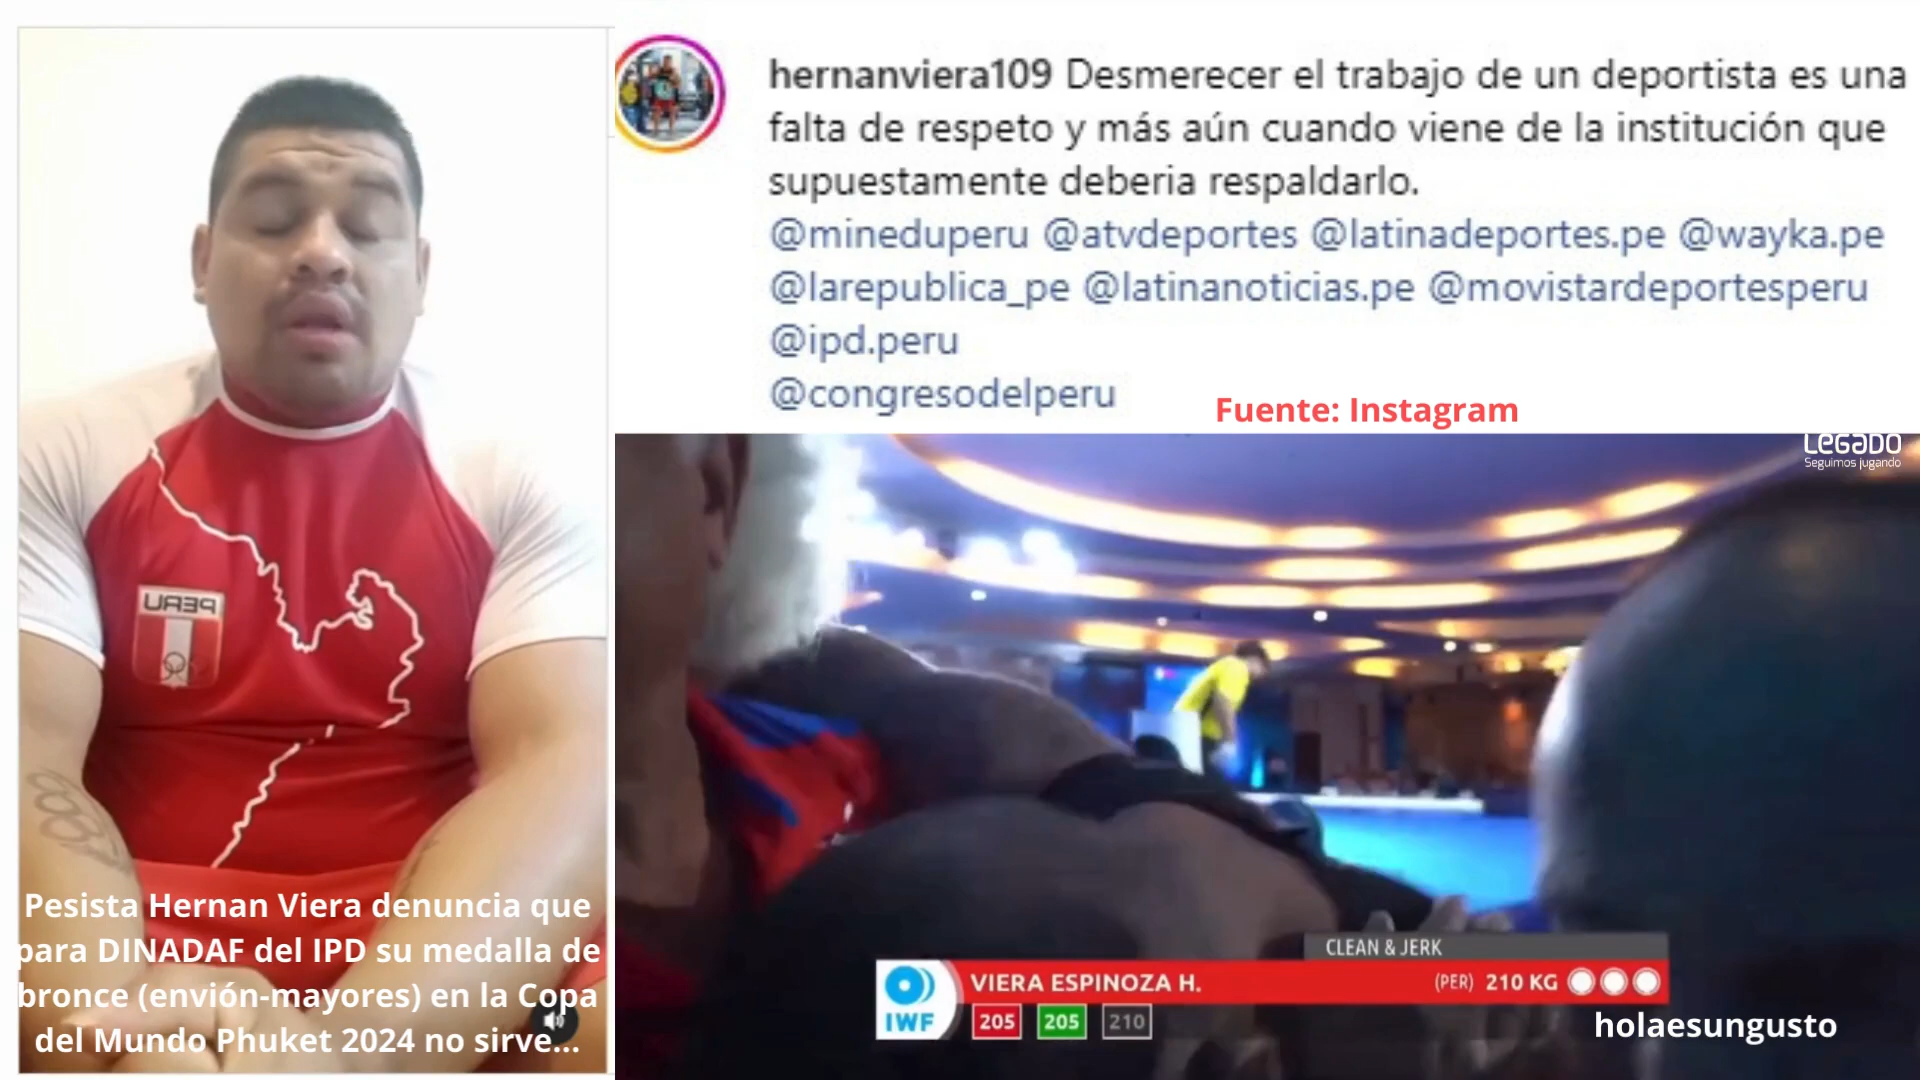 hernanviera109 Desmerecer el trabajo de un deportista es una
falta de respeto y más aún cuando viene de la institución que
supuestamente deberia respaldarlo.
@mineduperu @atvdeportes @latinadeportes.pe @wayka.pe
@larepublica_pe @latinanoticias.pe @movistardeportesperu
@ipd.peru
@congresodelperu
Fuente: Instagram
LEGADO
Seguimos jugando
PERU
Pesista Hernan Viera denuncia que
para DINADAF del IPD su medalla de
bronce (envión-mayores) en la Copa
del Mundo Phuket 2024 no sirve...
CLEAN & JERK
VIERA ESPINOZA H. (PER) 210 KG
IWF 205 205 210
holaesungusto